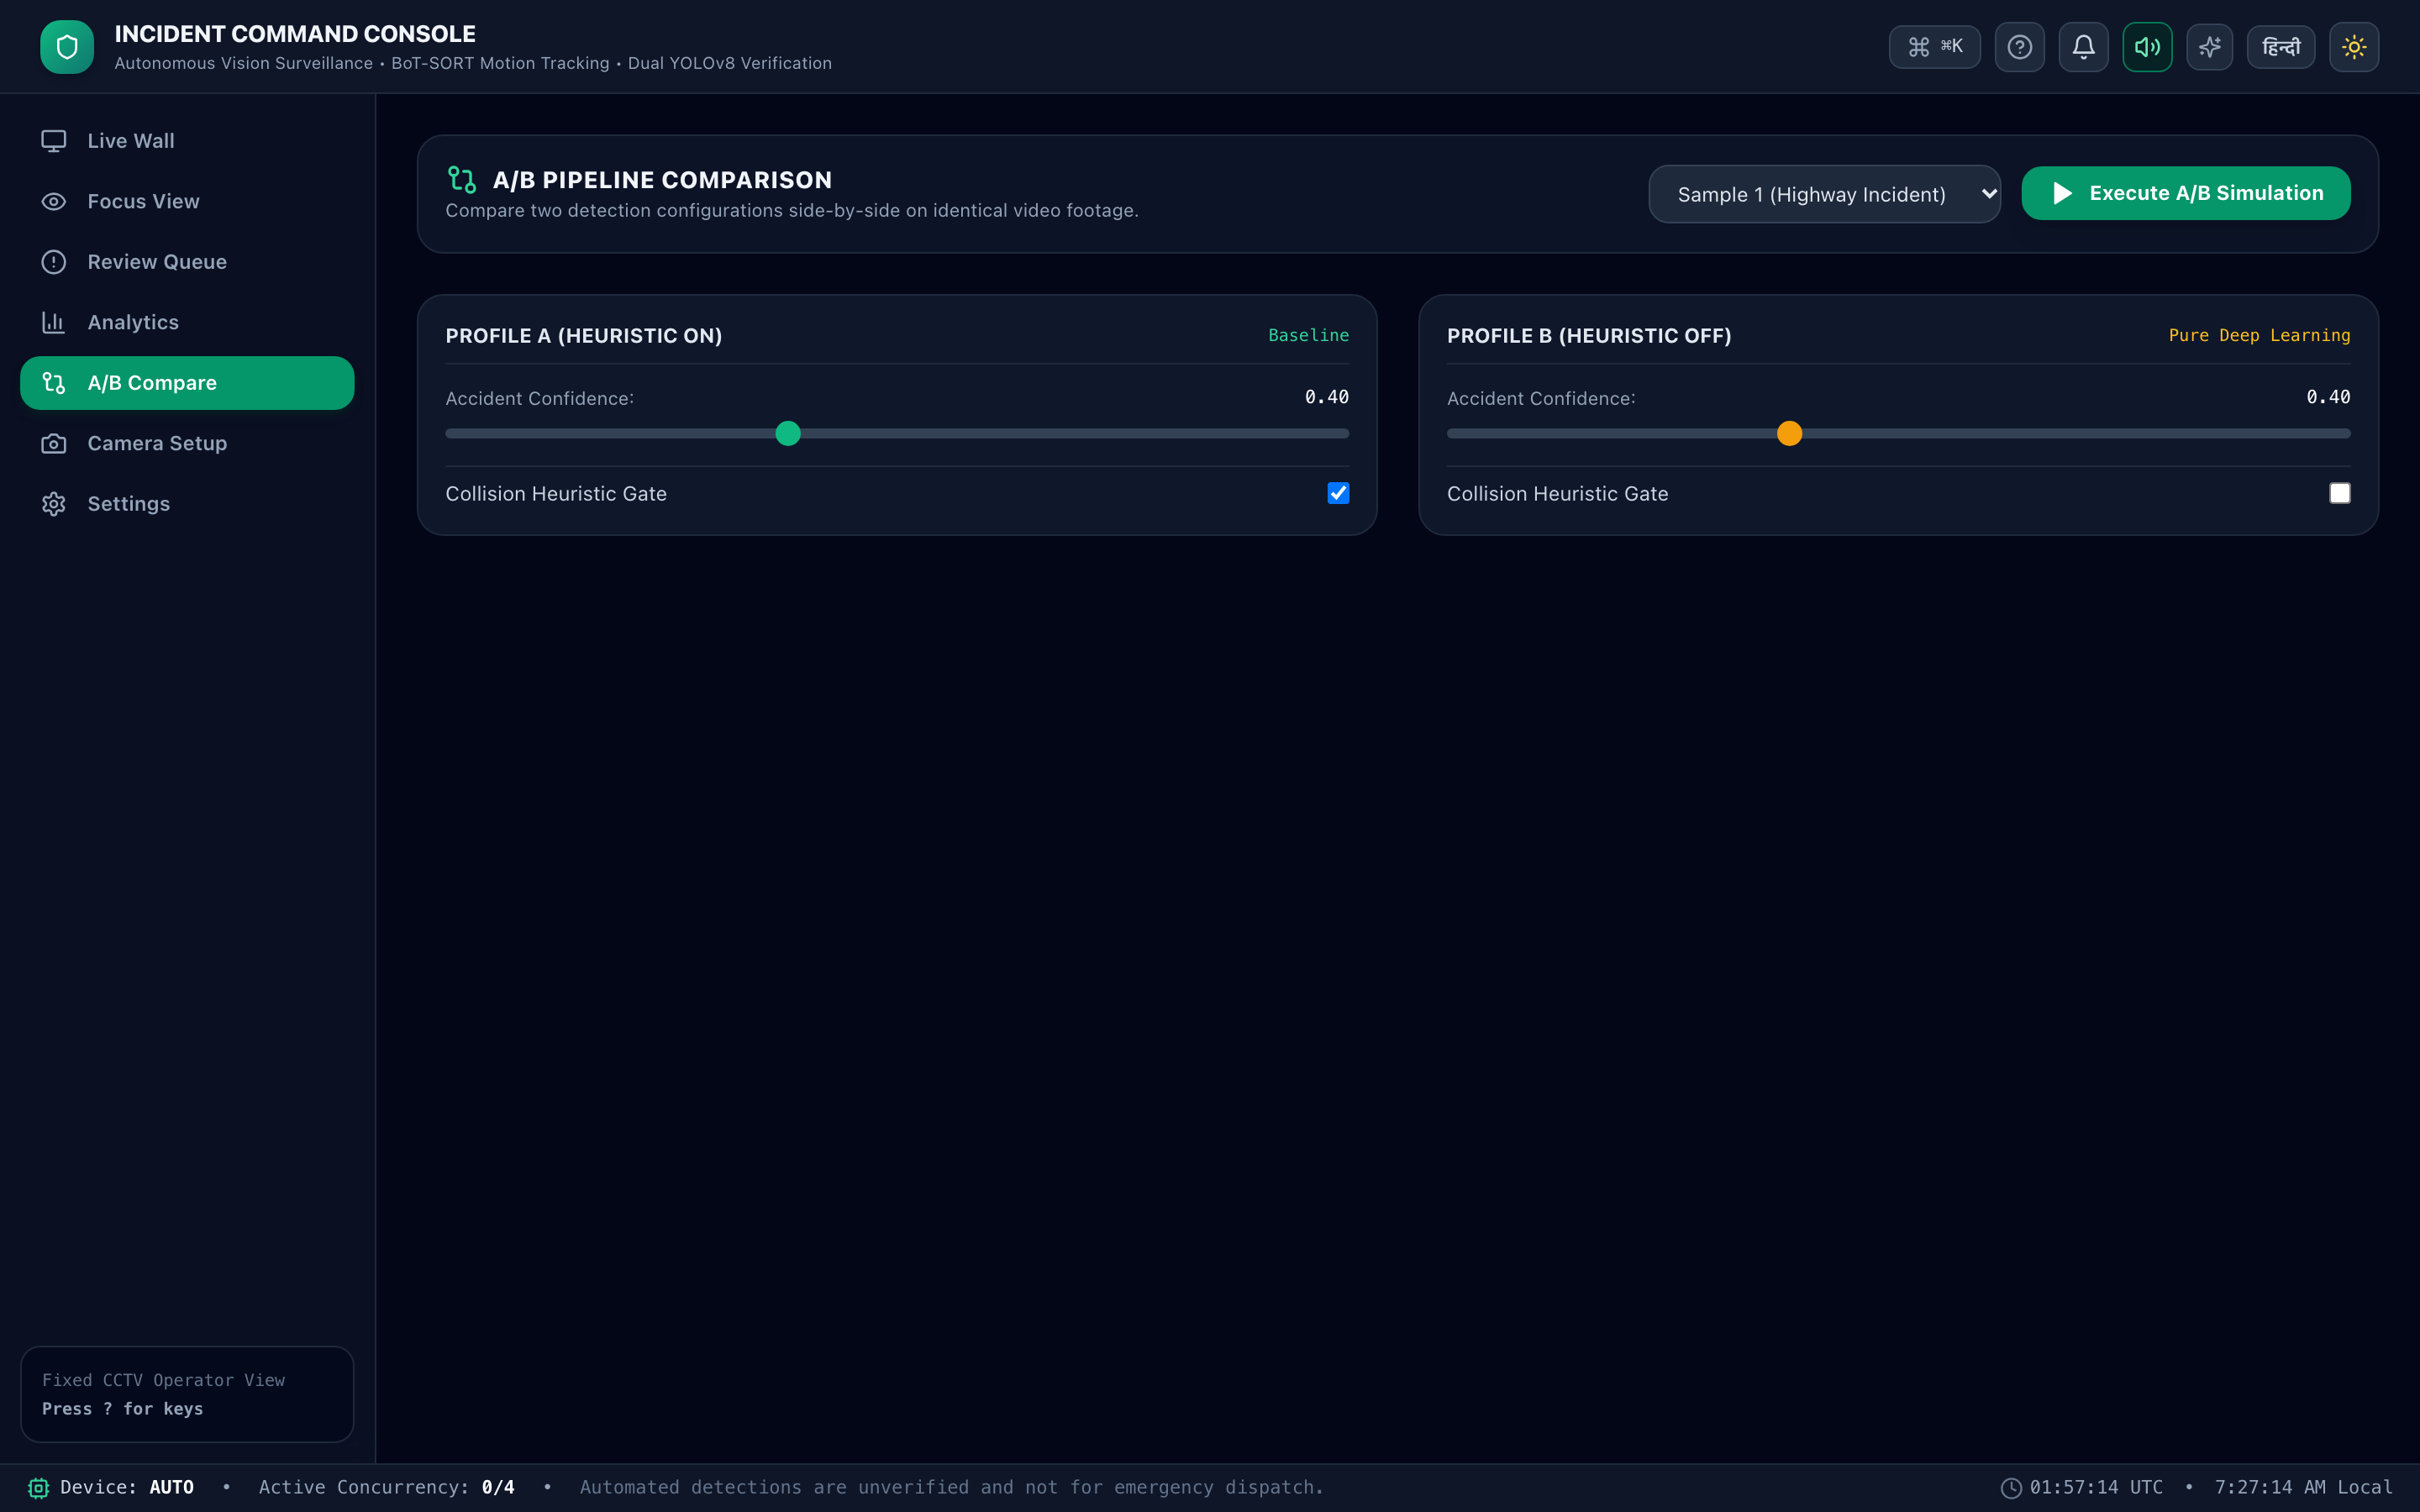 INCIDENT COMMAND CONSOLE
Autonomous Vision Surveillance • BoT-SORT Motion Tracking • Dual YOLOv8 Verification
⌘K
हिन्दी
Live Wall
Focus View
Review Queue
Analytics
A/B Compare
Camera Setup
Settings
A/B PIPELINE COMPARISON
Compare two detection configurations side-by-side on identical video footage.
Sample 1 (Highway Incident)
Execute A/B Simulation
PROFILE A (HEURISTIC ON)
Baseline
Accident Confidence:
0.40
Collision Heuristic Gate
PROFILE B (HEURISTIC OFF)
Pure Deep Learning
Accident Confidence:
0.40
Collision Heuristic Gate
Fixed CCTV Operator View
Press ? for keys
Device: AUTO • Active Concurrency: 0/4 • Automated detections are unverified and not for emergency dispatch.
01:57:14 UTC • 7:27:14 AM Local